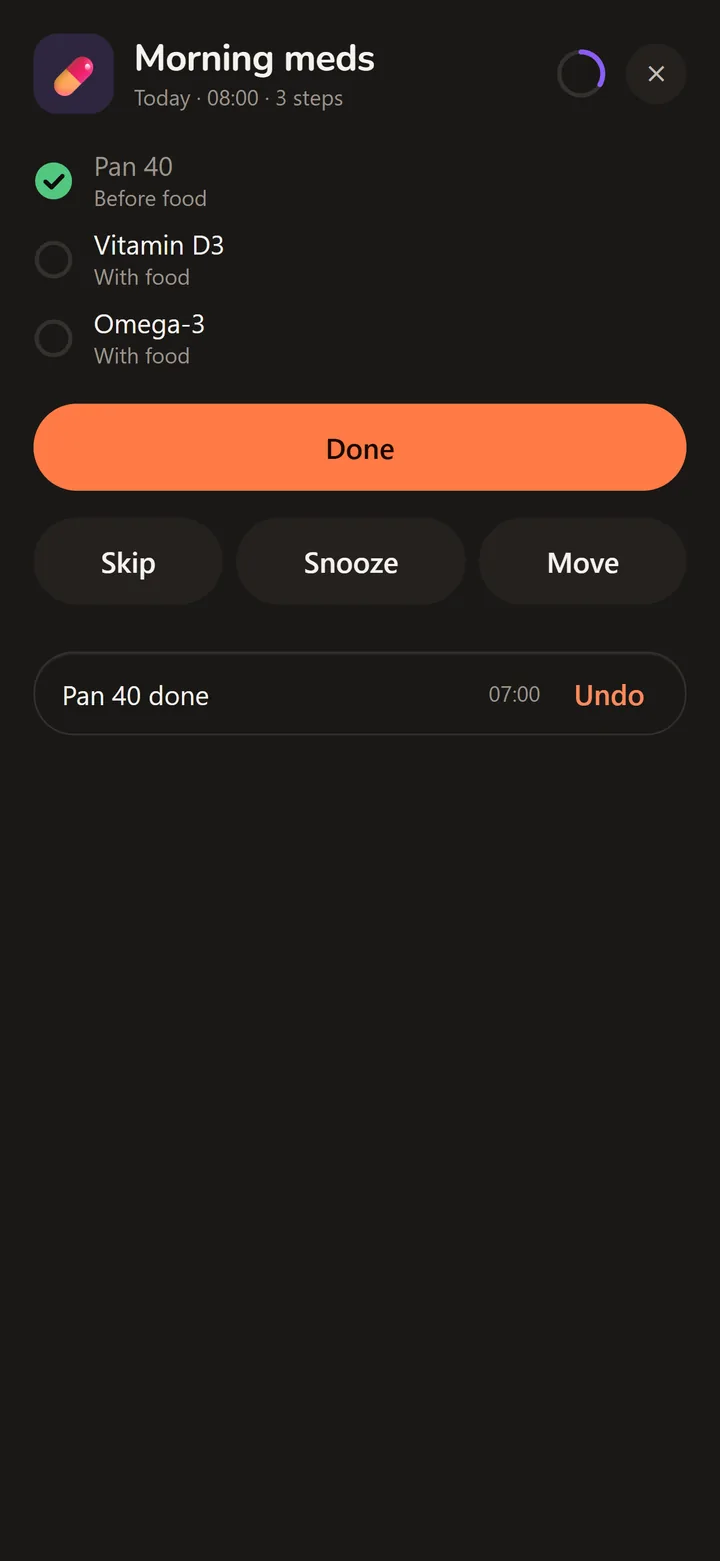 Morning meds
Today · 08:00 · 3 steps
Pan 40
Before food
Vitamin D3
With food
Omega-3
With food
Done
Skip Snooze Move
Pan 40 done 07:00 Undo